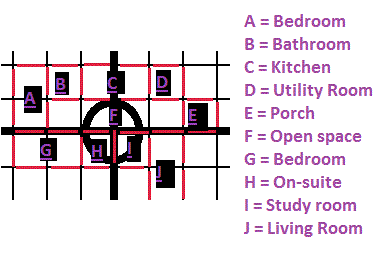 A = Bedroom
B = Bathroom
C = Kitchen
D = Utility Room
E = Porch
F = Open space
G = Bedroom
H = On-suite
I = Study room
J = Living Room
B
C
D
A
F
E
G
H
I
J